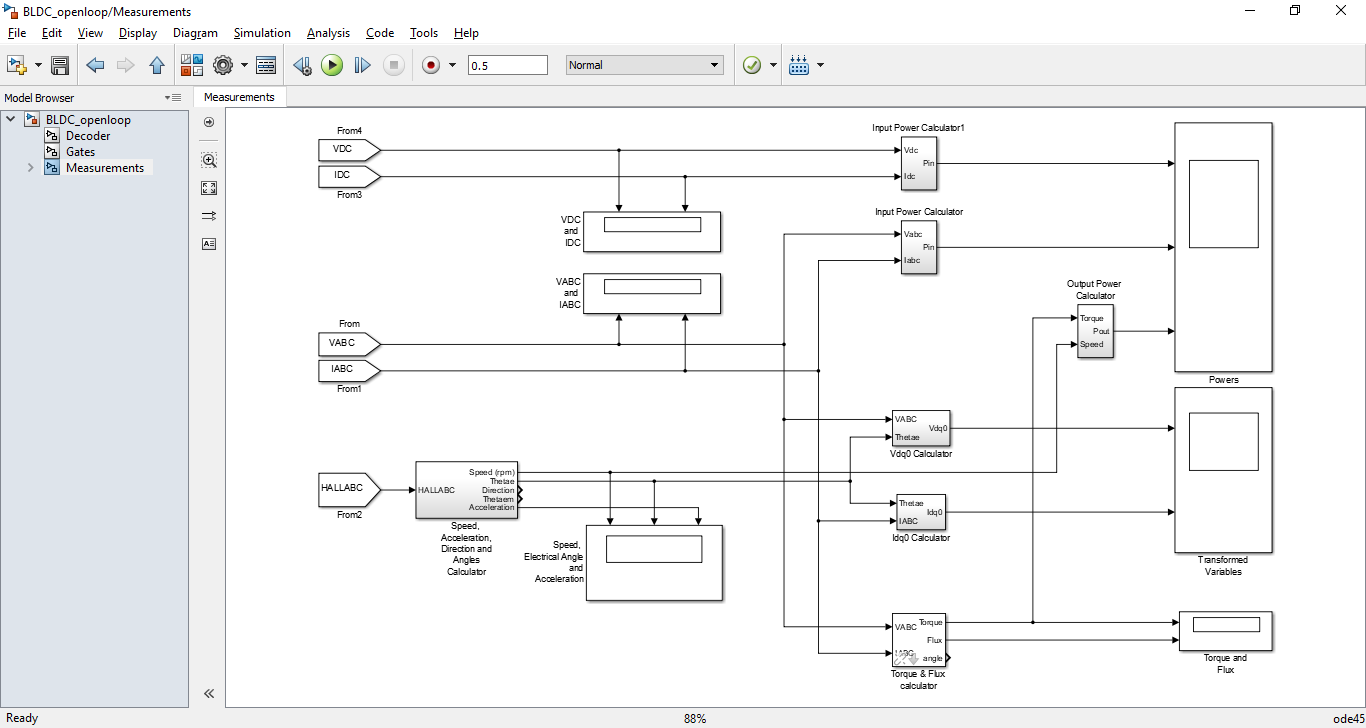 BLDC_openloop/Measurements
File Edit View Display Diagram Simulation Analysis Code Tools Help
0.5
Normal
Model Browser
Measurements
BLDC_openloop
Decoder
Gates
Measurements
From4
VDC
IDC
From3
VDC
and
IDC
VABC
and
IABC
From
VABC
IABC
From1
HALLABC
From2
HALLABC
Speed (rpm)
Thetae
Direction
Thetaem
Acceleration
Speed,
Acceleration,
Direction and
Angles
Calculator
Speed,
Electrical Angle
and
Acceleration
Input Power Calculator1
Vdc
Pin
Idc
Input Power Calculator
Vabc
Pin
Iabc
Output Power
Calculator
Torque
Pout
Speed
Powers
VABC
Vdq0
Thetae
Vdq0 Calculator
Thetae
Idq0
IABC
Idq0 Calculator
Transformed
Variables
VABC
Torque
Flux
IABC
angle
Torque & Flux
calculator
Torque and
Flux
Ready
88%
ode45